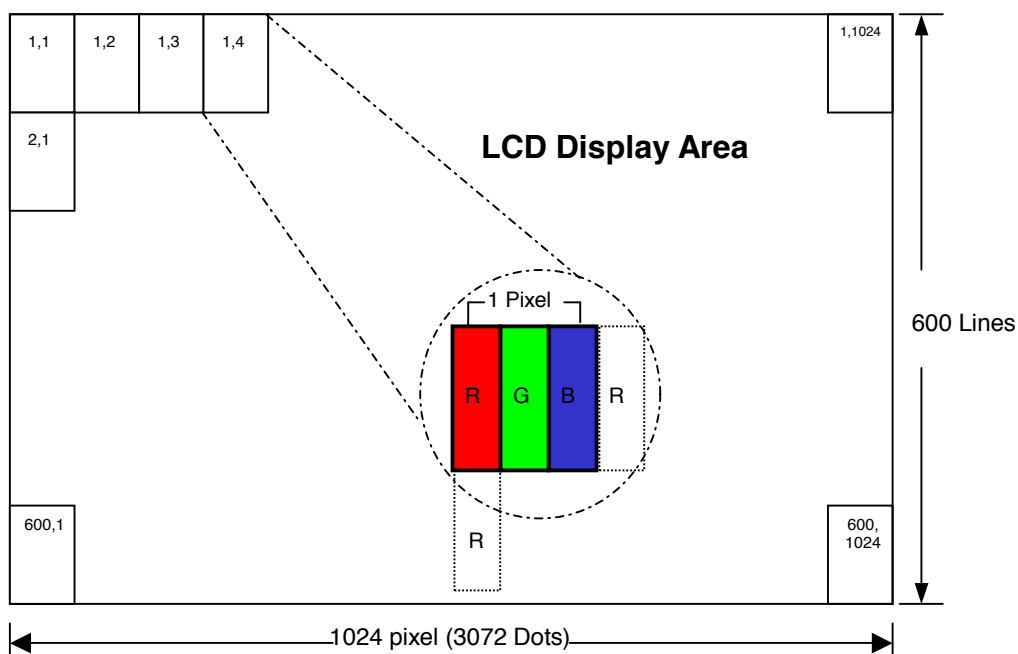 1,1 1,2 1,3 1,4 1,1024
2,1
LCD Display Area
1 Pixel
600 Lines
R G B R
600,1
600,
1024
R
1024 pixel (3072 Dots)